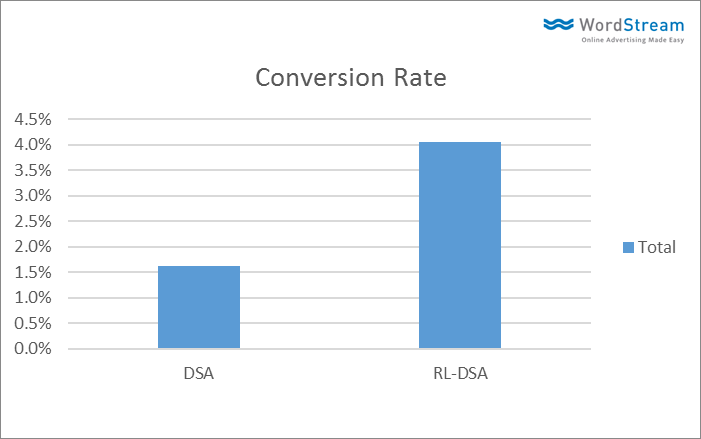 WordStream
Online Advertising Made Easy
Conversion Rate
4.5%
4.0%
3.5%
3.0%
2.5%
2.0%
1.5%
1.0%
0.5%
0.0%
DSA
RL-DSA
Total